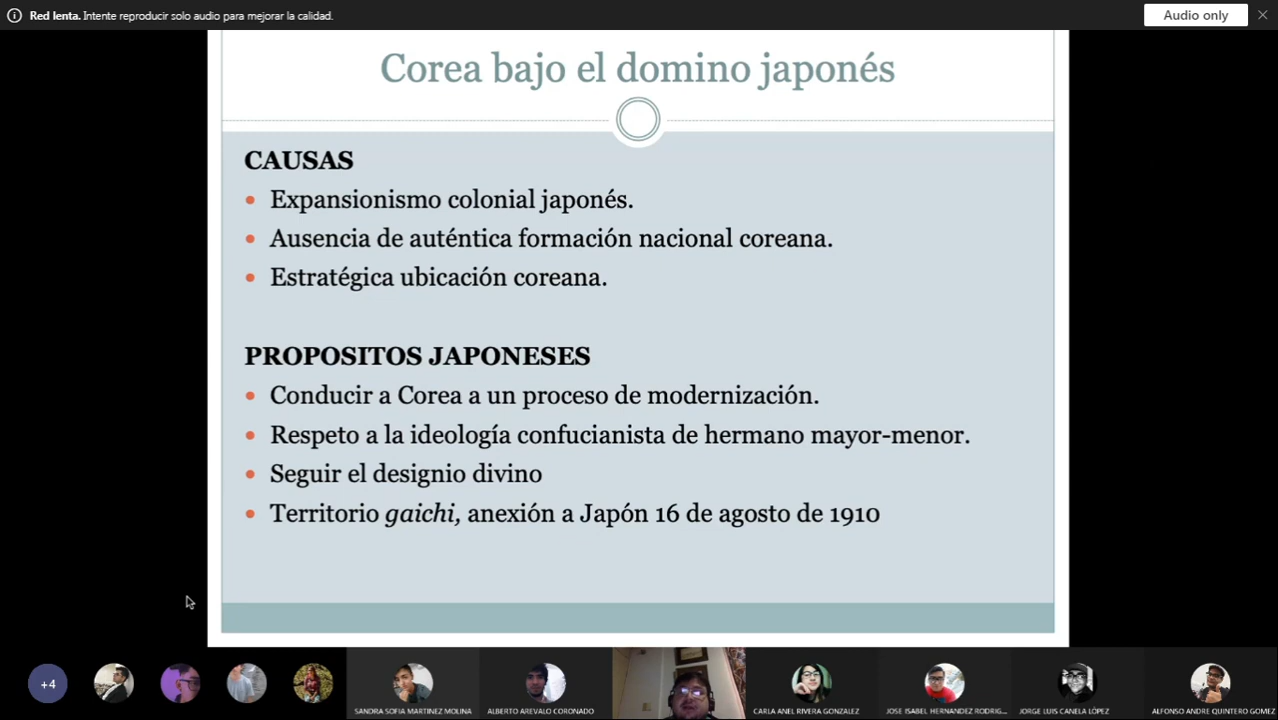 Red lenta. Intente reproducir solo audio para mejorar la calidad.
Audio only
Corea bajo el domino japonés
CAUSAS
Expansionismo colonial japonés.
Ausencia de auténtica formación nacional coreana.
Estratégica ubicación coreana.
PROPOSITOS JAPONESES
Conducir a Corea a un proceso de modernización.
Respeto a la ideología confucianista de hermano mayor-menor.
Seguir el designio divino
Territorio gaichi, anexión a Japón 16 de agosto de 1910
+4
SANDRA SOFIA MARTINEZ MOLINA
ALBERTO AREVALO CORONADO
CARLA ANEL RIVERA GONZALEZ
JOSE ISABEL HERNANDEZ RODRIG...
JORGE LUIS CANELA LÓPEZ
ALFONSO ANDRE QUINTERO GOMEZ